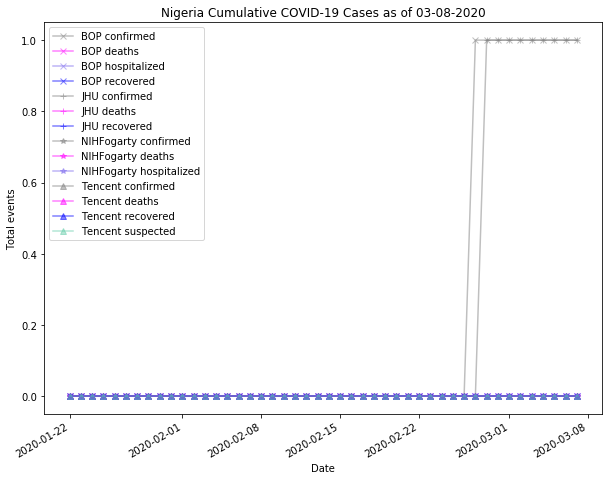 Nigeria Cumulative COVID-19 Cases as of 03-08-2020
BOP confirmed
BOP deaths
BOP hospitalized
BOP recovered
JHU confirmed
JHU deaths
JHU recovered
NIHFogarty confirmed
NIHFogarty deaths
NIHFogarty hospitalized
Tencent confirmed
Tencent deaths
Tencent recovered
Tencent suspected
Total events
1.0
0.8
0.6
0.4
0.2
0.0
2020-01-22
2020-02-01
2020-02-08
2020-02-15
2020-02-22
2020-03-01
2020-03-08
Date